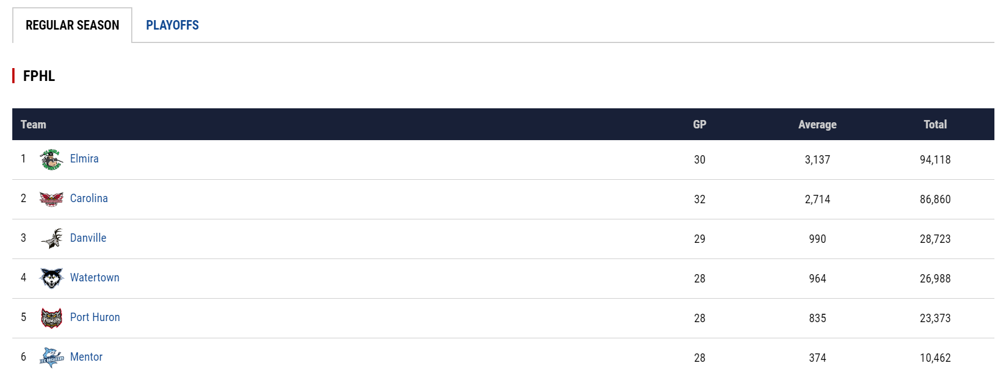 REGULAR SEASON PLAYOFFS
FPHL
Team GP Average Total
1 Elmira 30 3,137 94,118
2 Carolina 32 2,714 86,860
3 Danville 29 990 28,723
4 Watertown 28 964 26,988
5 Port Huron 28 835 23,373
6 ICE BREAKERS Mentor 28 374 10,462